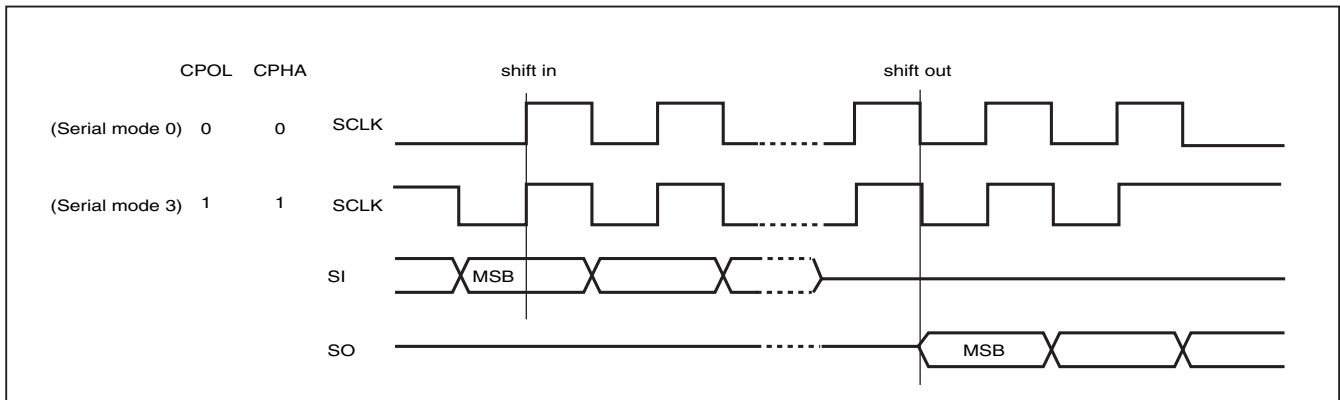 CPOL CPHA shift in shift out
(Serial mode 0) 0 0 SCLK
(Serial mode 3) 1 1 SCLK
SI MSB
SO MSB